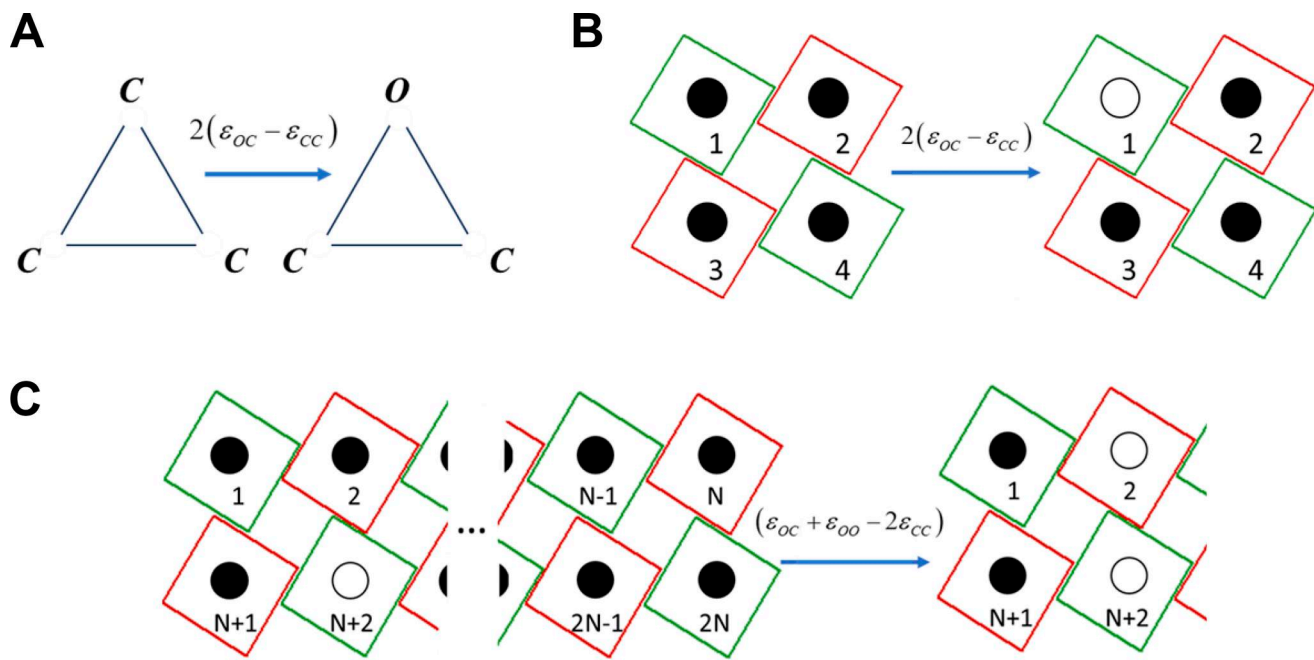 A
B
C
O
2(ε_OC − ε_CC)
C
C
C
C
1
2
3
4
2(ε_OC − ε_CC)
1
2
3
4
C
1
2
N-1
N
N+1
N+2
...
2N-1
2N
(ε_OC + ε_OO − 2ε_CC)
1
2
N+1
N+2